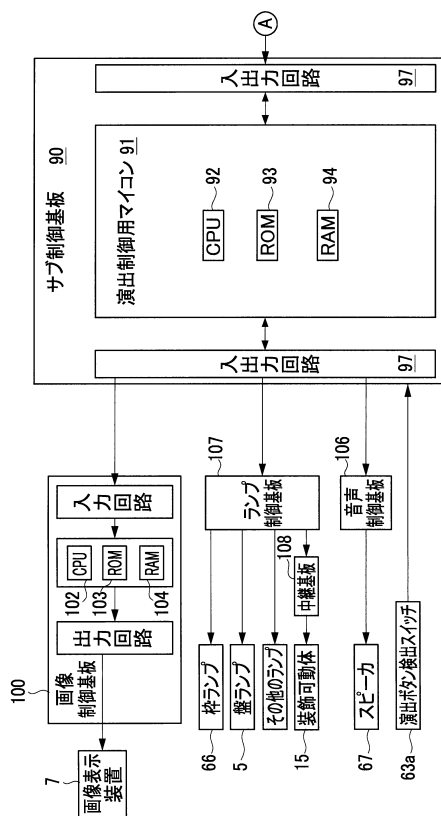 サブ制御基板 90
入出力回路 97
演出制御用マイコン 91
CPU 92
ROM 93
RAM 94
入出力回路 97
A
100
画像
制御基板
入力
回路
CPU
ROM
RAM
102
103
104
出力
回路
7
画像表示
装置
107
ランプ
制御基板
108
中継基板
枠ランプ
66
盤ランプ
5
その他のランプ
装飾可動体
15
106
音声
制御基板
スピーカ
67
演出ボタン検出スイッチ
63a